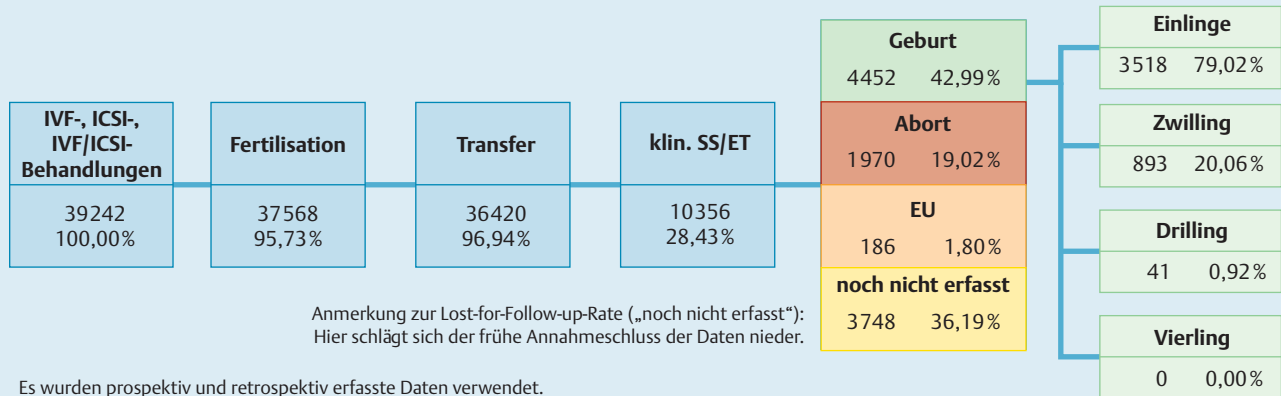 IVF-, ICSI-,
IVF/ICSI-
Behandlungen
39242
100,00%
Fertilisation
37568
95,73%
Transfer
36420
96,94%
klin. SS/ET
10356
28,43%
Geburt
4452 42,99%
Abort
1970 19,02%
EU
186 1,80%
noch nicht erfasst
3748 36,19%
Einlinge
3518 79,02%
Zwilling
893 20,06%
Drilling
41 0,92%
Vierling
0 0,00%
Anmerkung zur Lost-for-Follow-up-Rate („noch nicht erfasst“):
Hier schlägt sich der frühe Annahmeschluss der Daten nieder.
Es wurden prospektiv und retrospektiv erfasste Daten verwendet.